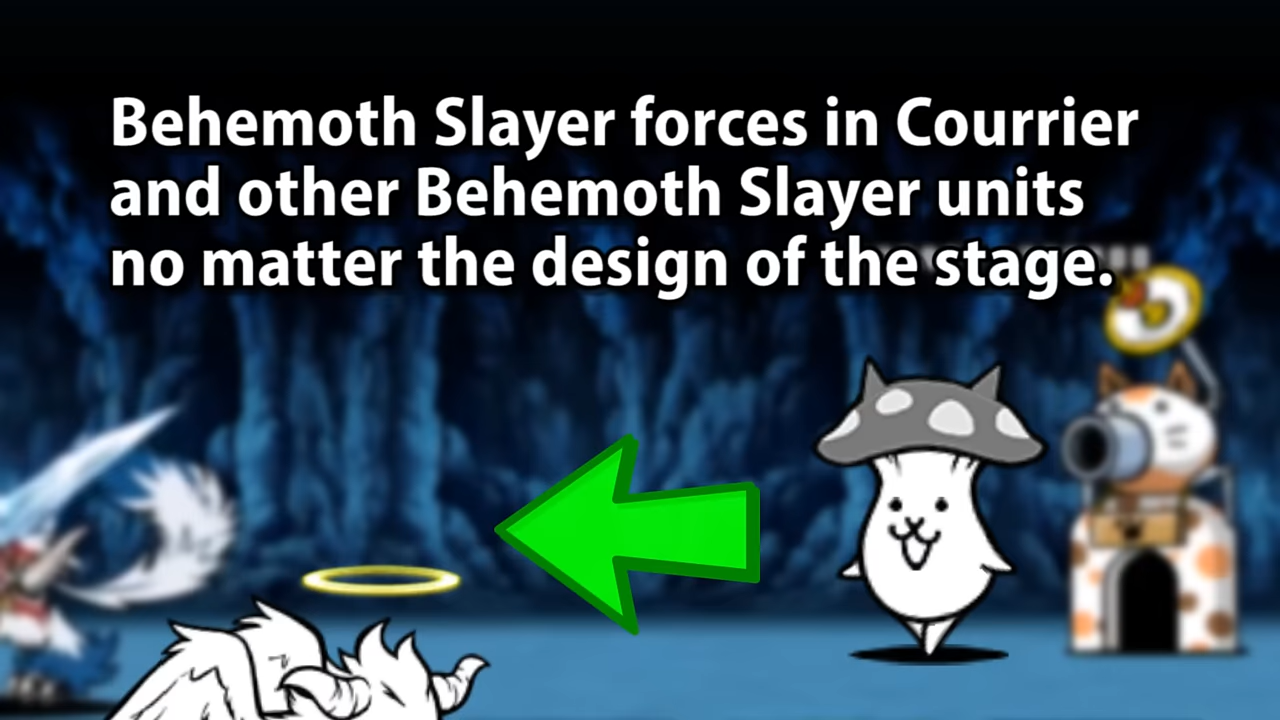 Behemoth Slayer forces in Courrier
and other Behemoth Slayer units
no matter the design of the stage.